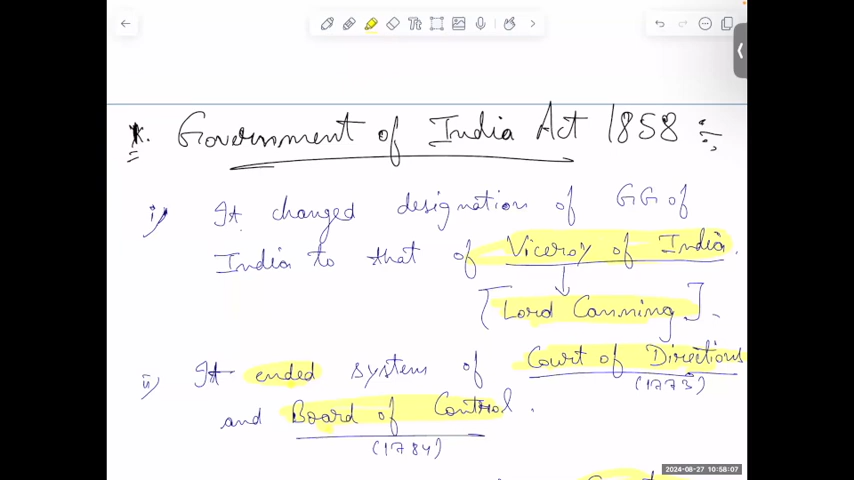 *. Government of India Act 1858 :-
i) It changed designation of GG of
India to that of Viceroy of India.
[Lord Canning].
ii) It ended system of Court of Directions
(1773)
and Board of Control.
(1784)
2024-08-27 10:58:07